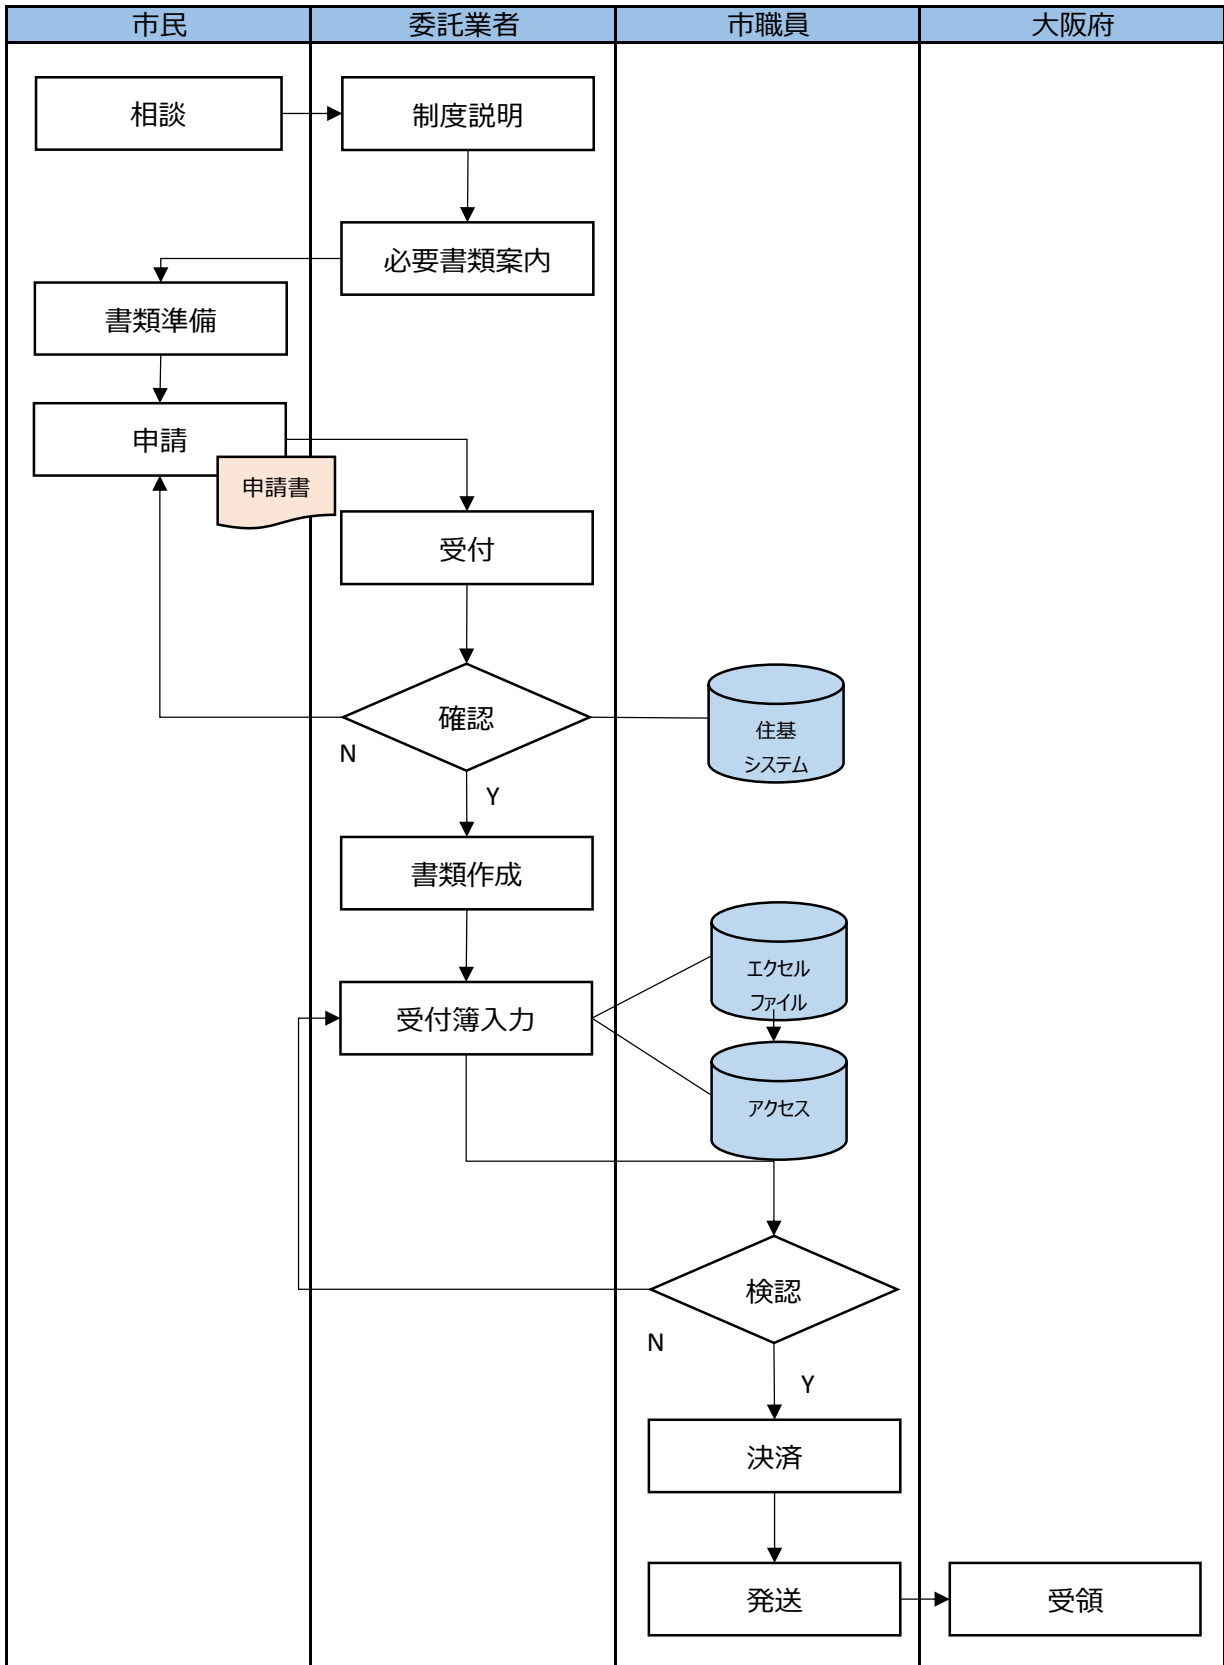 市民
委託業者
市職員
大阪府
相談
制度説明
必要書類案内
書類準備
申請
申請書
受付
確認
住基
システム
N
Y
書類作成
エクセル
ファイル
受付簿入力
アクセス
検認
N
Y
決済
発送
受領